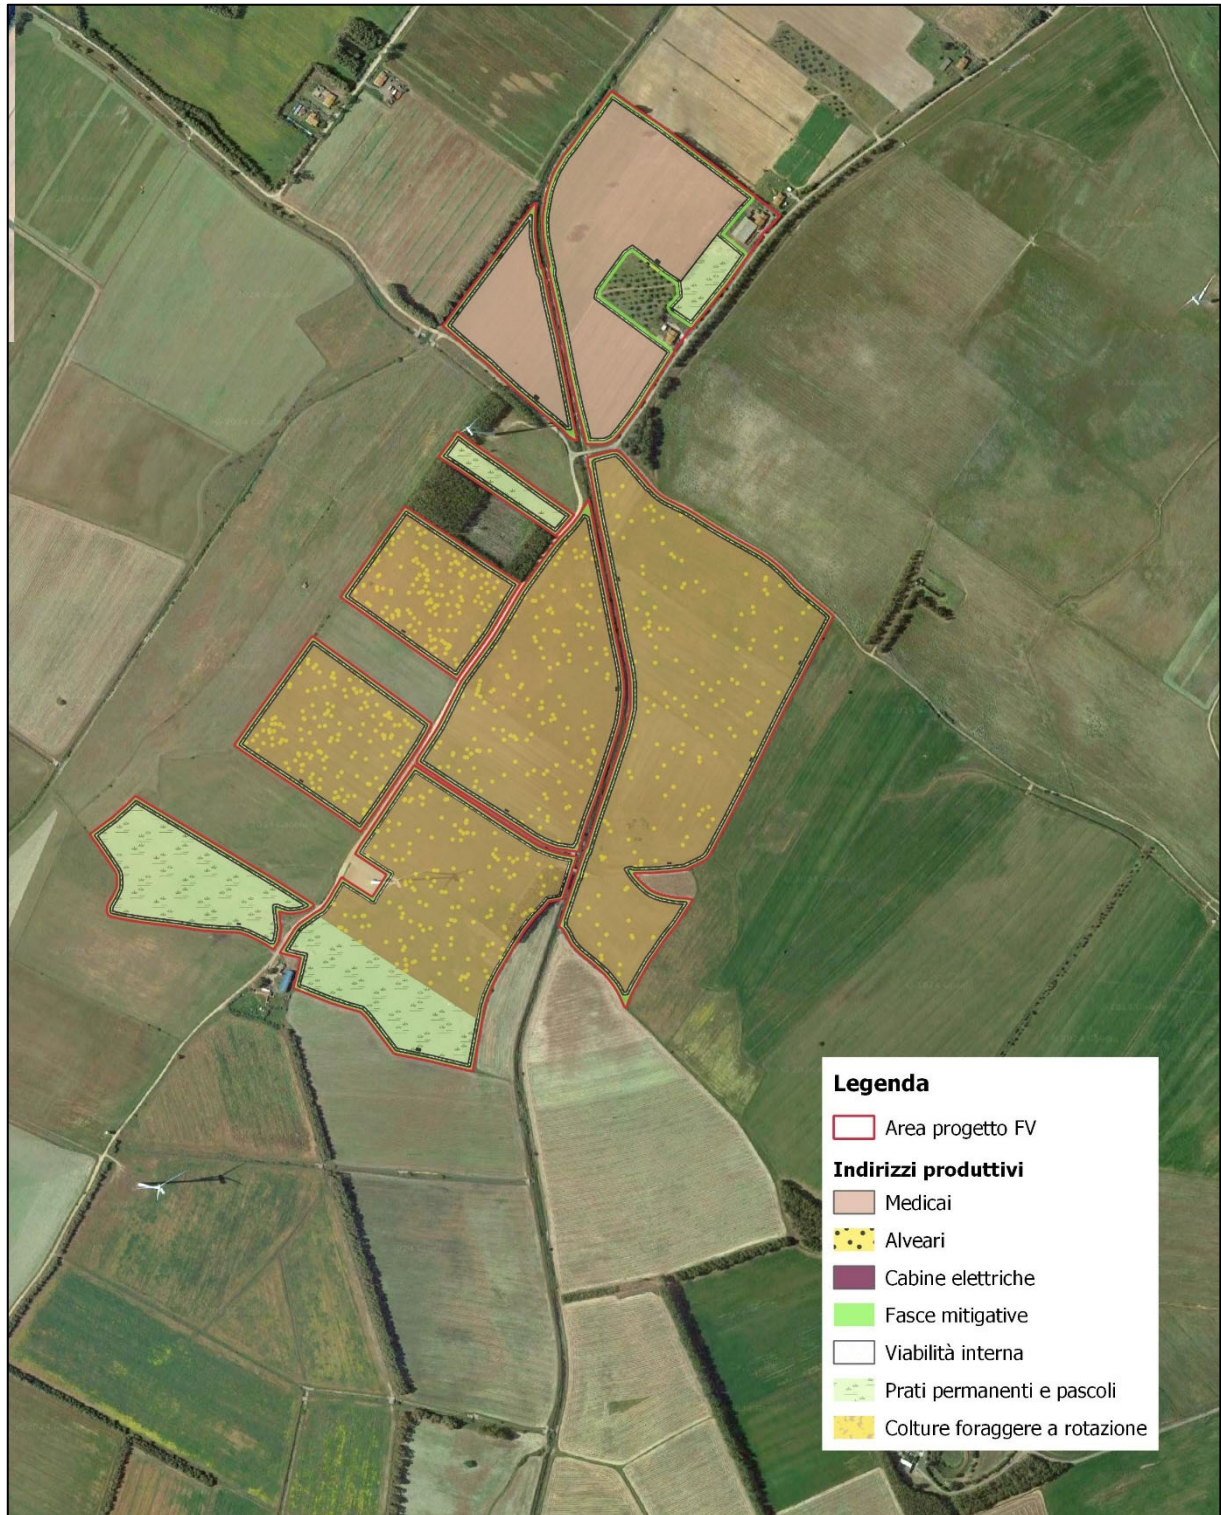 Legenda
Area progetto FV
Indirizzi produttivi
Medicai
Alveari
Cabine elettriche
Fasce mitigative
Viabilità interna
Prati permanenti e pascoli
Colture foraggere a rotazione